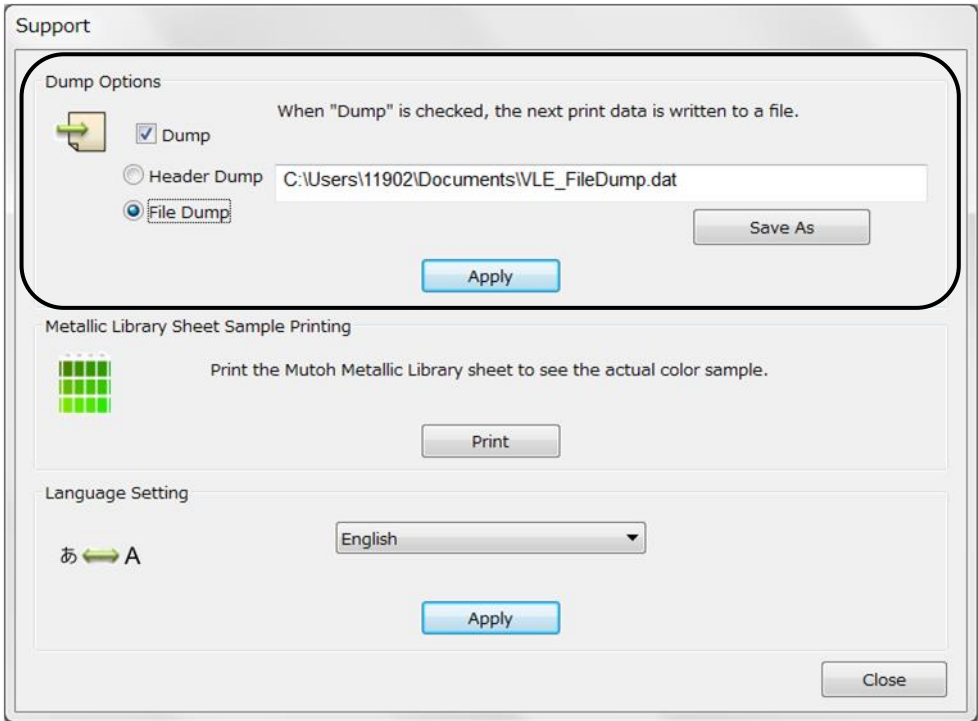 Support
Dump Options
When "Dump" is checked, the next print data is written to a file.
Dump
Header Dump
C:\Users\11902\Documents\VLE_FileDump.dat
File Dump
Save As
Apply
Metallic Library Sheet Sample Printing
Print the Mutoh Metallic Library sheet to see the actual color sample.
Print
Language Setting
English
あ A
Apply
Close